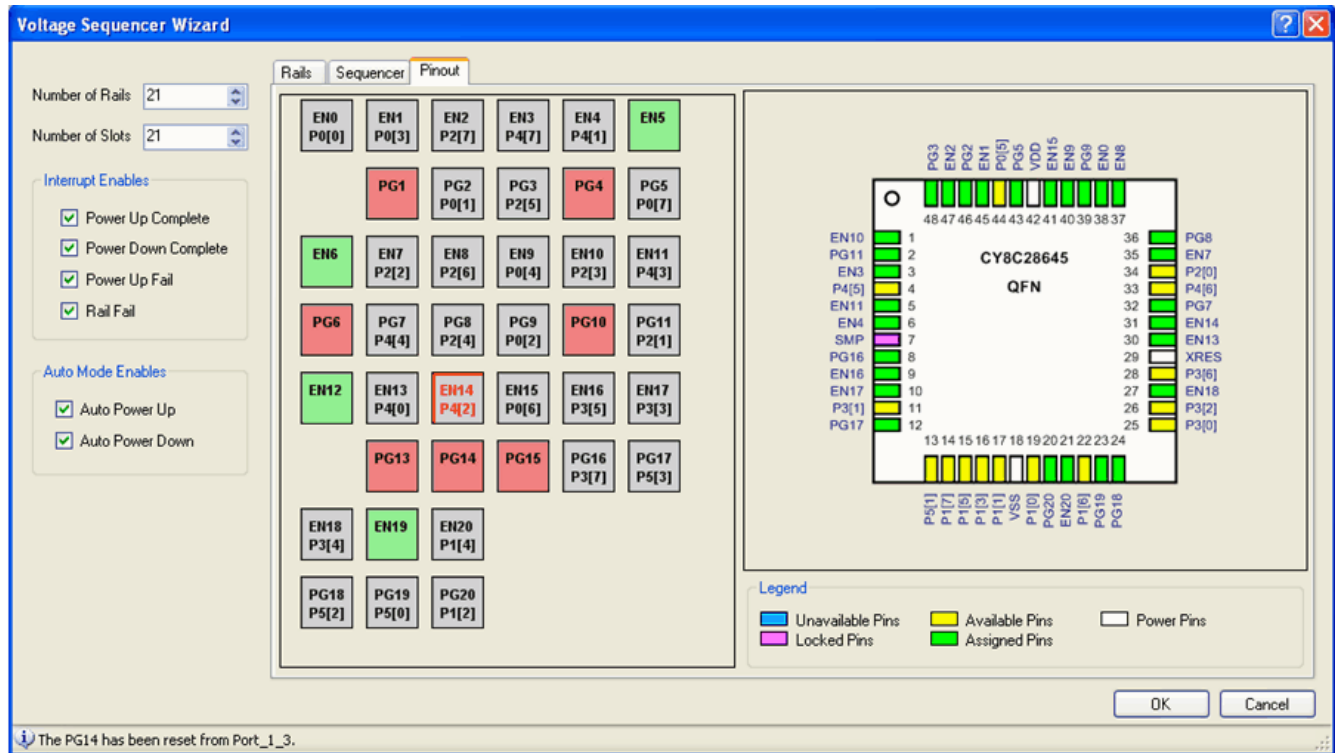 Voltage Sequencer Wizard
Number of Rails 21
Number of Slots 21
Interrupt Enables
Power Up Complete
Power Down Complete
Power Up Fail
Rail Fail
Auto Mode Enables
Auto Power Up
Auto Power Down
Rails Sequencer Pinout
EN0 EN1 EN2 EN3 EN4 EN5
P0[0] P0[3] P2[7] P4[7] P4[1]
PG1 PG2 PG3 PG4 PG5
P0[1] P2[5] P0[7]
EN6 EN7 EN8 EN9 EN10 EN11
P2[2] P2[6] P0[4] P2[3] P4[3]
PG6 PG7 PG8 PG9 PG10 PG11
P4[4] P2[4] P0[2] P2[1]
EN12 EN13 EN14 EN15 EN16 EN17
P4[0] P4[2] P0[6] P3[5] P3[3]
PG13 PG14 PG15 PG16 PG17
P3[7] P5[3]
EN18 EN19 EN20
P3[4] P1[4]
PG18 PG19 PG20
P5[2] P5[0] P1[2]
PG3 EN2 PG2 EN1 P0[5] PG5 VDD EN15 EN9 PG9 EN0 EN8
48 47 46 45 44 43 42 41 40 39 38 37
CY8C28645
QFN
EN10 1
PG11 2
EN3 3
P4[5] 4
EN11 5
EN4 6
SMP 7
PG16 8
EN16 9
EN17 10
P3[1] 11
PG17 12
36 PG8
35 EN7
34 P2[0]
33 P4[6]
32 PG7
31 EN14
30 EN13
29 XRES
28 P3[6]
27 EN18
26 P3[2]
25 P3[0]
13 14 15 16 17 18 19 20 21 22 23 24
P5[1] P1[7] P1[5] P1[3] P1[1] VSS P1[0] PG20 EN20 P1[6] PG19 PG18
Legend
Unavailable Pins Available Pins Power Pins
Locked Pins Assigned Pins
OK Cancel
The PG14 has been reset from Port_1_3.